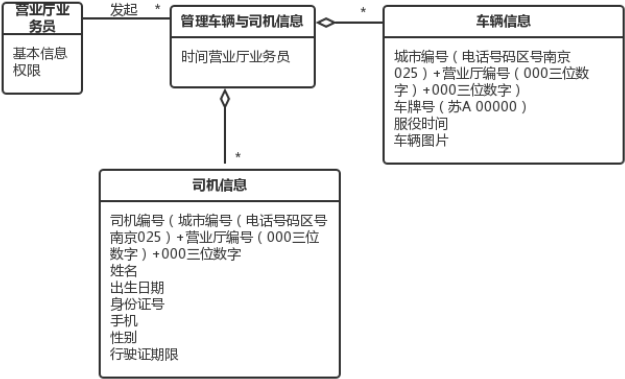 营业厅业
务员
基本信息
权限
发起
*
管理车辆与司机信息
时间营业厅业务员
*
车辆信息
城市编号（电话号码区号南京
025）+营业厅编号（000三位数
字）+000三位数字）
车牌号（苏A 00000）
服役时间
车辆图片
*
司机信息
司机编号（城市编号（电话号码区号
南京025）+营业厅编号（000三位
数字）+000三位数字
姓名
出生日期
身份证号
手机
性别
行驶证期限